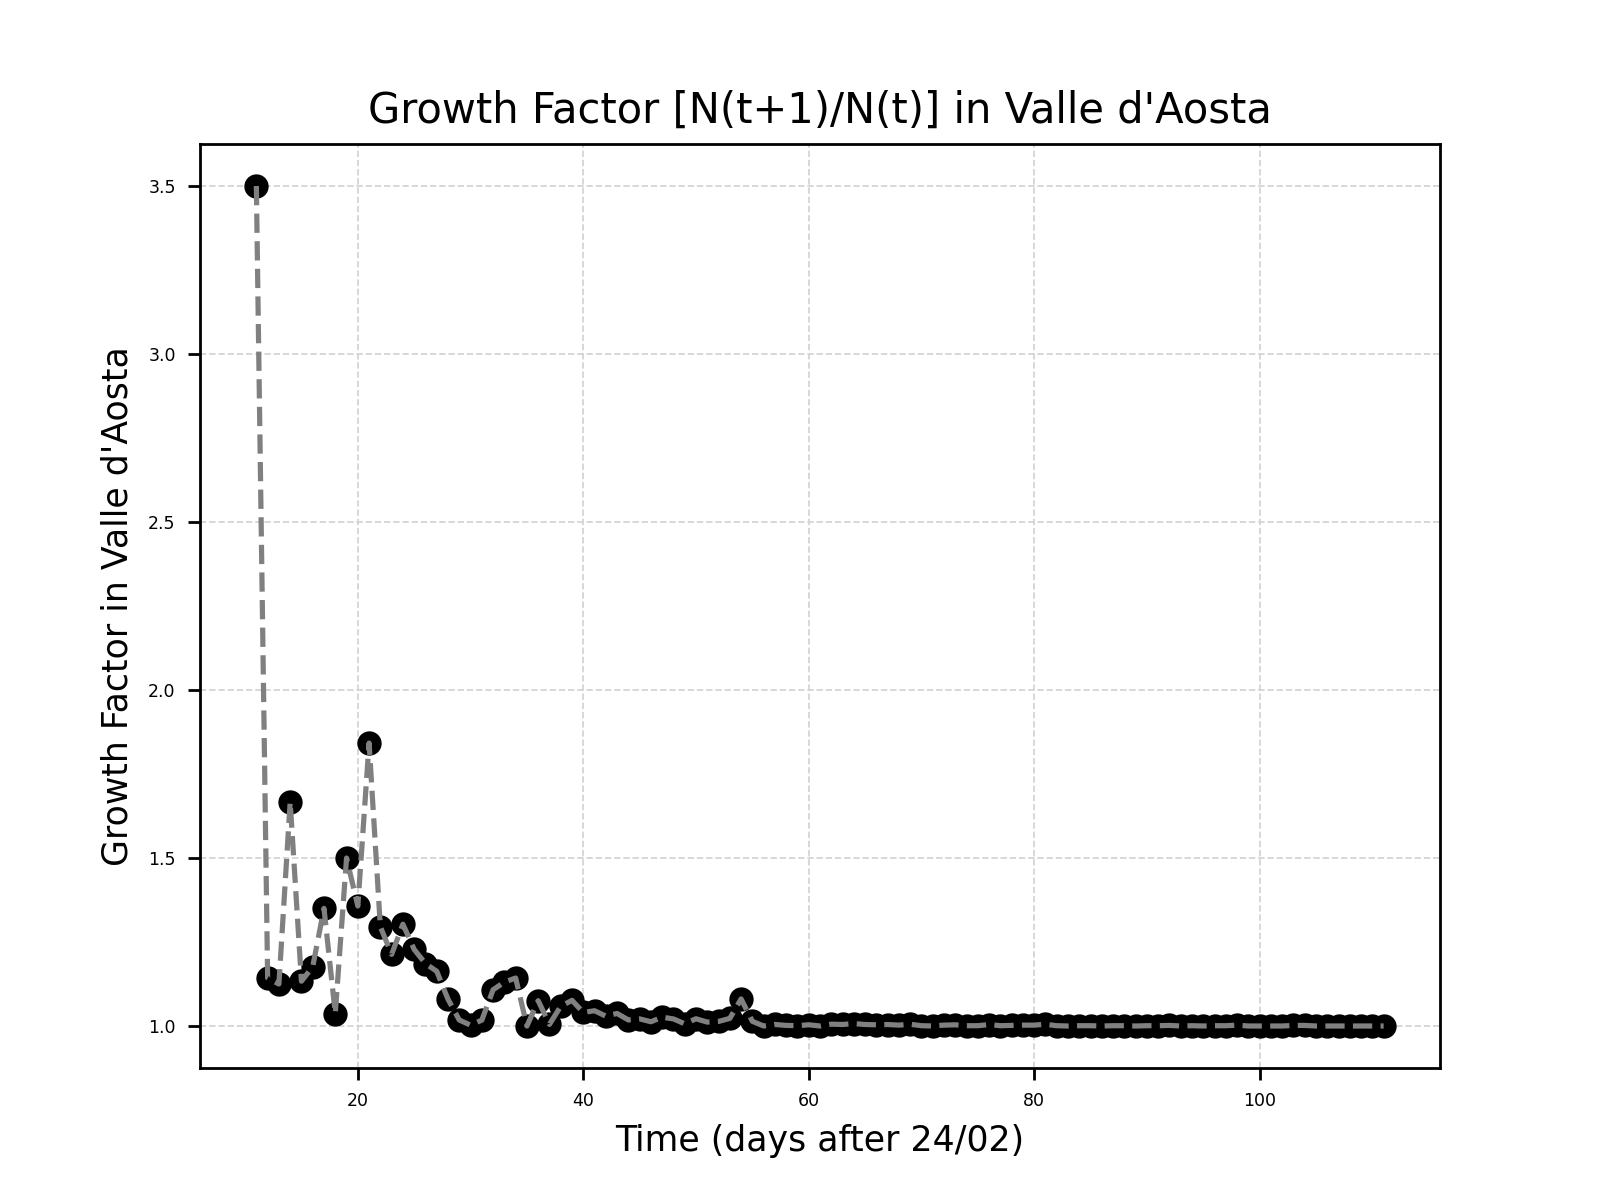 Growth Factor [N(t+1)/N(t)] in Valle d'Aosta
Growth Factor in Valle d'Aosta
3.5
3.0
2.5
2.0
1.5
1.0
20 40 60 80 100
Time (days after 24/02)